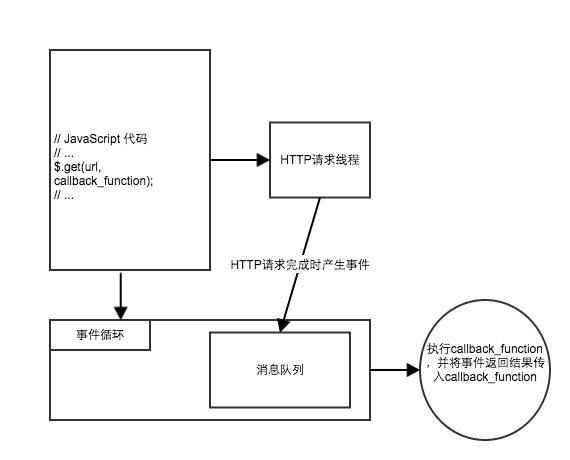 // JavaScript 代码
// ...
$.get(url,
callback_function);
// ...
HTTP请求线程
HTTP请求完成时产生事件
事件循环
消息队列
执行callback_function
，并将事件返回结果传
入callback_function